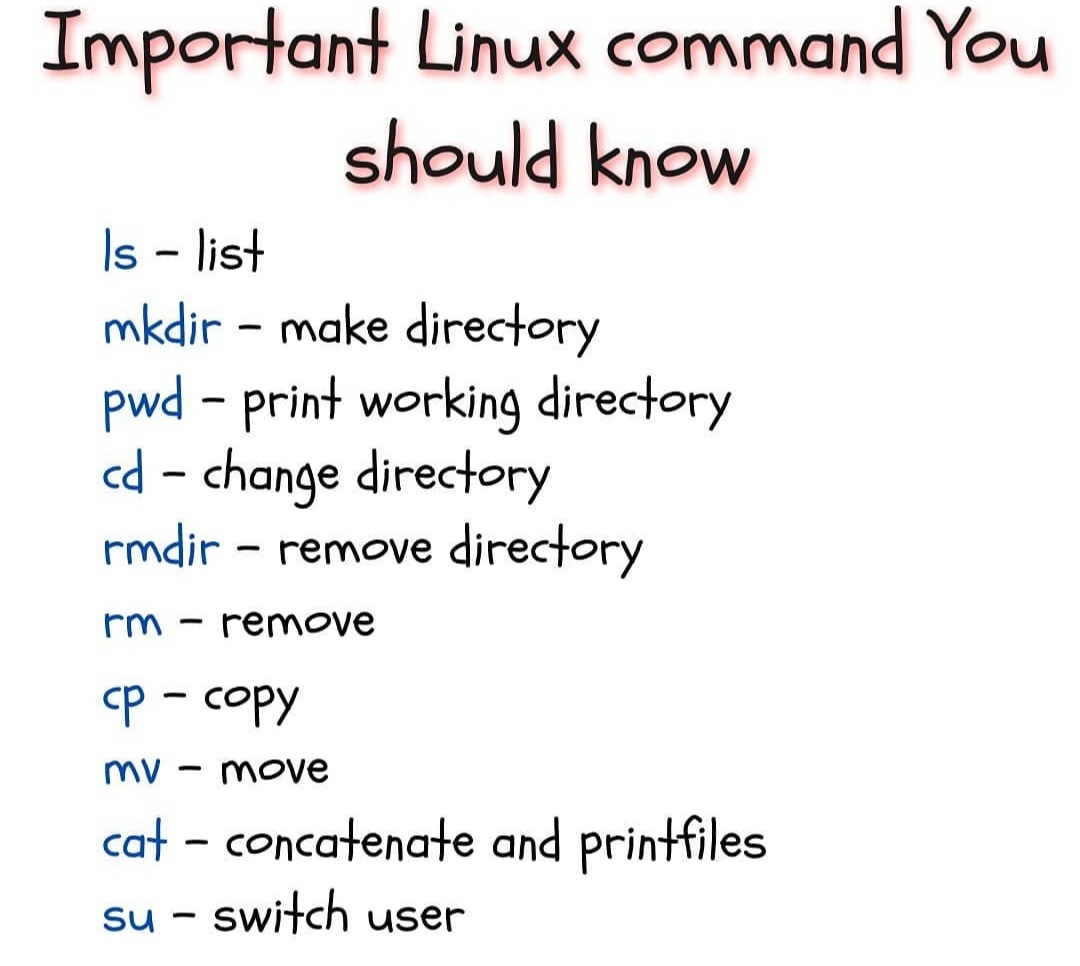 Important Linux command You
should know
ls - list
mkdir - make directory
pwd - print working directory
cd - change directory
rmdir - remove directory
rm - remove
cp - copy
mv - move
cat - concatenate and printfiles
su - switch user